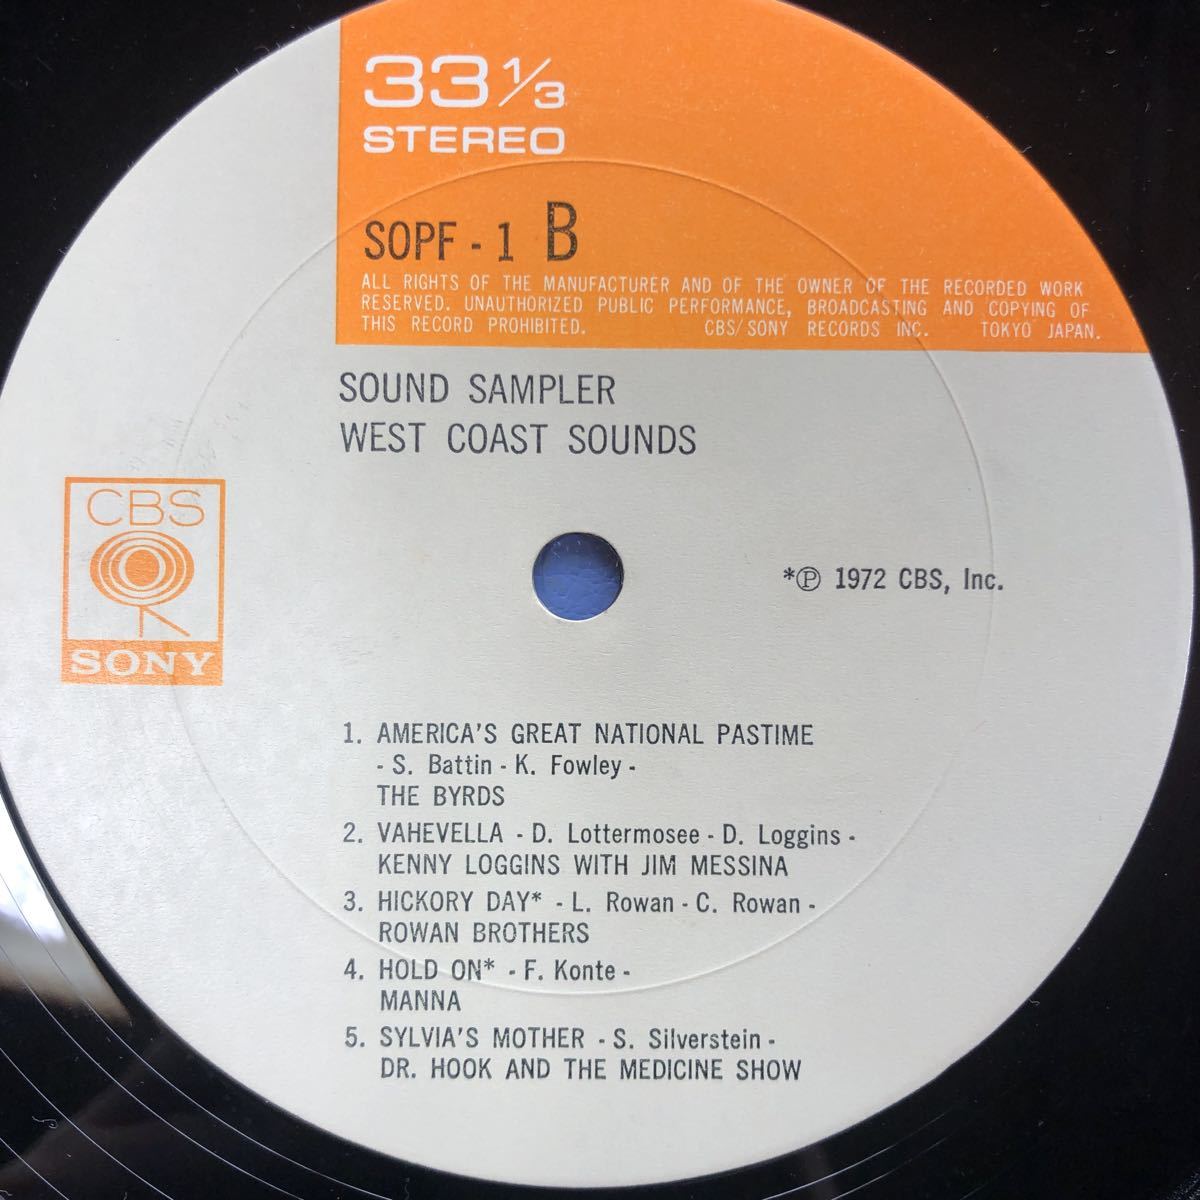 33 1/3
STEREO
SOPF - 1 B
ALL RIGHTS OF THE MANUFACTURER AND OF THE OWNER OF THE RECORDED WORK
RESERVED. UNAUTHORIZED PUBLIC PERFORMANCE, BROADCASTING AND COPYING OF
THIS RECORD PROHIBITED. CBS/SONY RECORDS INC. TOKYO JAPAN.
SOUND SAMPLER
WEST COAST SOUNDS
CBS
SONY
*Ⓟ 1972 CBS, Inc.
1. AMERICA'S GREAT NATIONAL PASTIME
- S. Battin - K. Fowley -
THE BYRDS
2. VAHEVELLA - D. Lottermosee - D. Loggins -
KENNY LOGGINS WITH JIM MESSINA
3. HICKORY DAY* - L. Rowan - C. Rowan -
ROWAN BROTHERS
4. HOLD ON* - F. Konte -
MANNA
5. SYLVIA'S MOTHER - S. Silverstein -
DR. HOOK AND THE MEDICINE SHOW